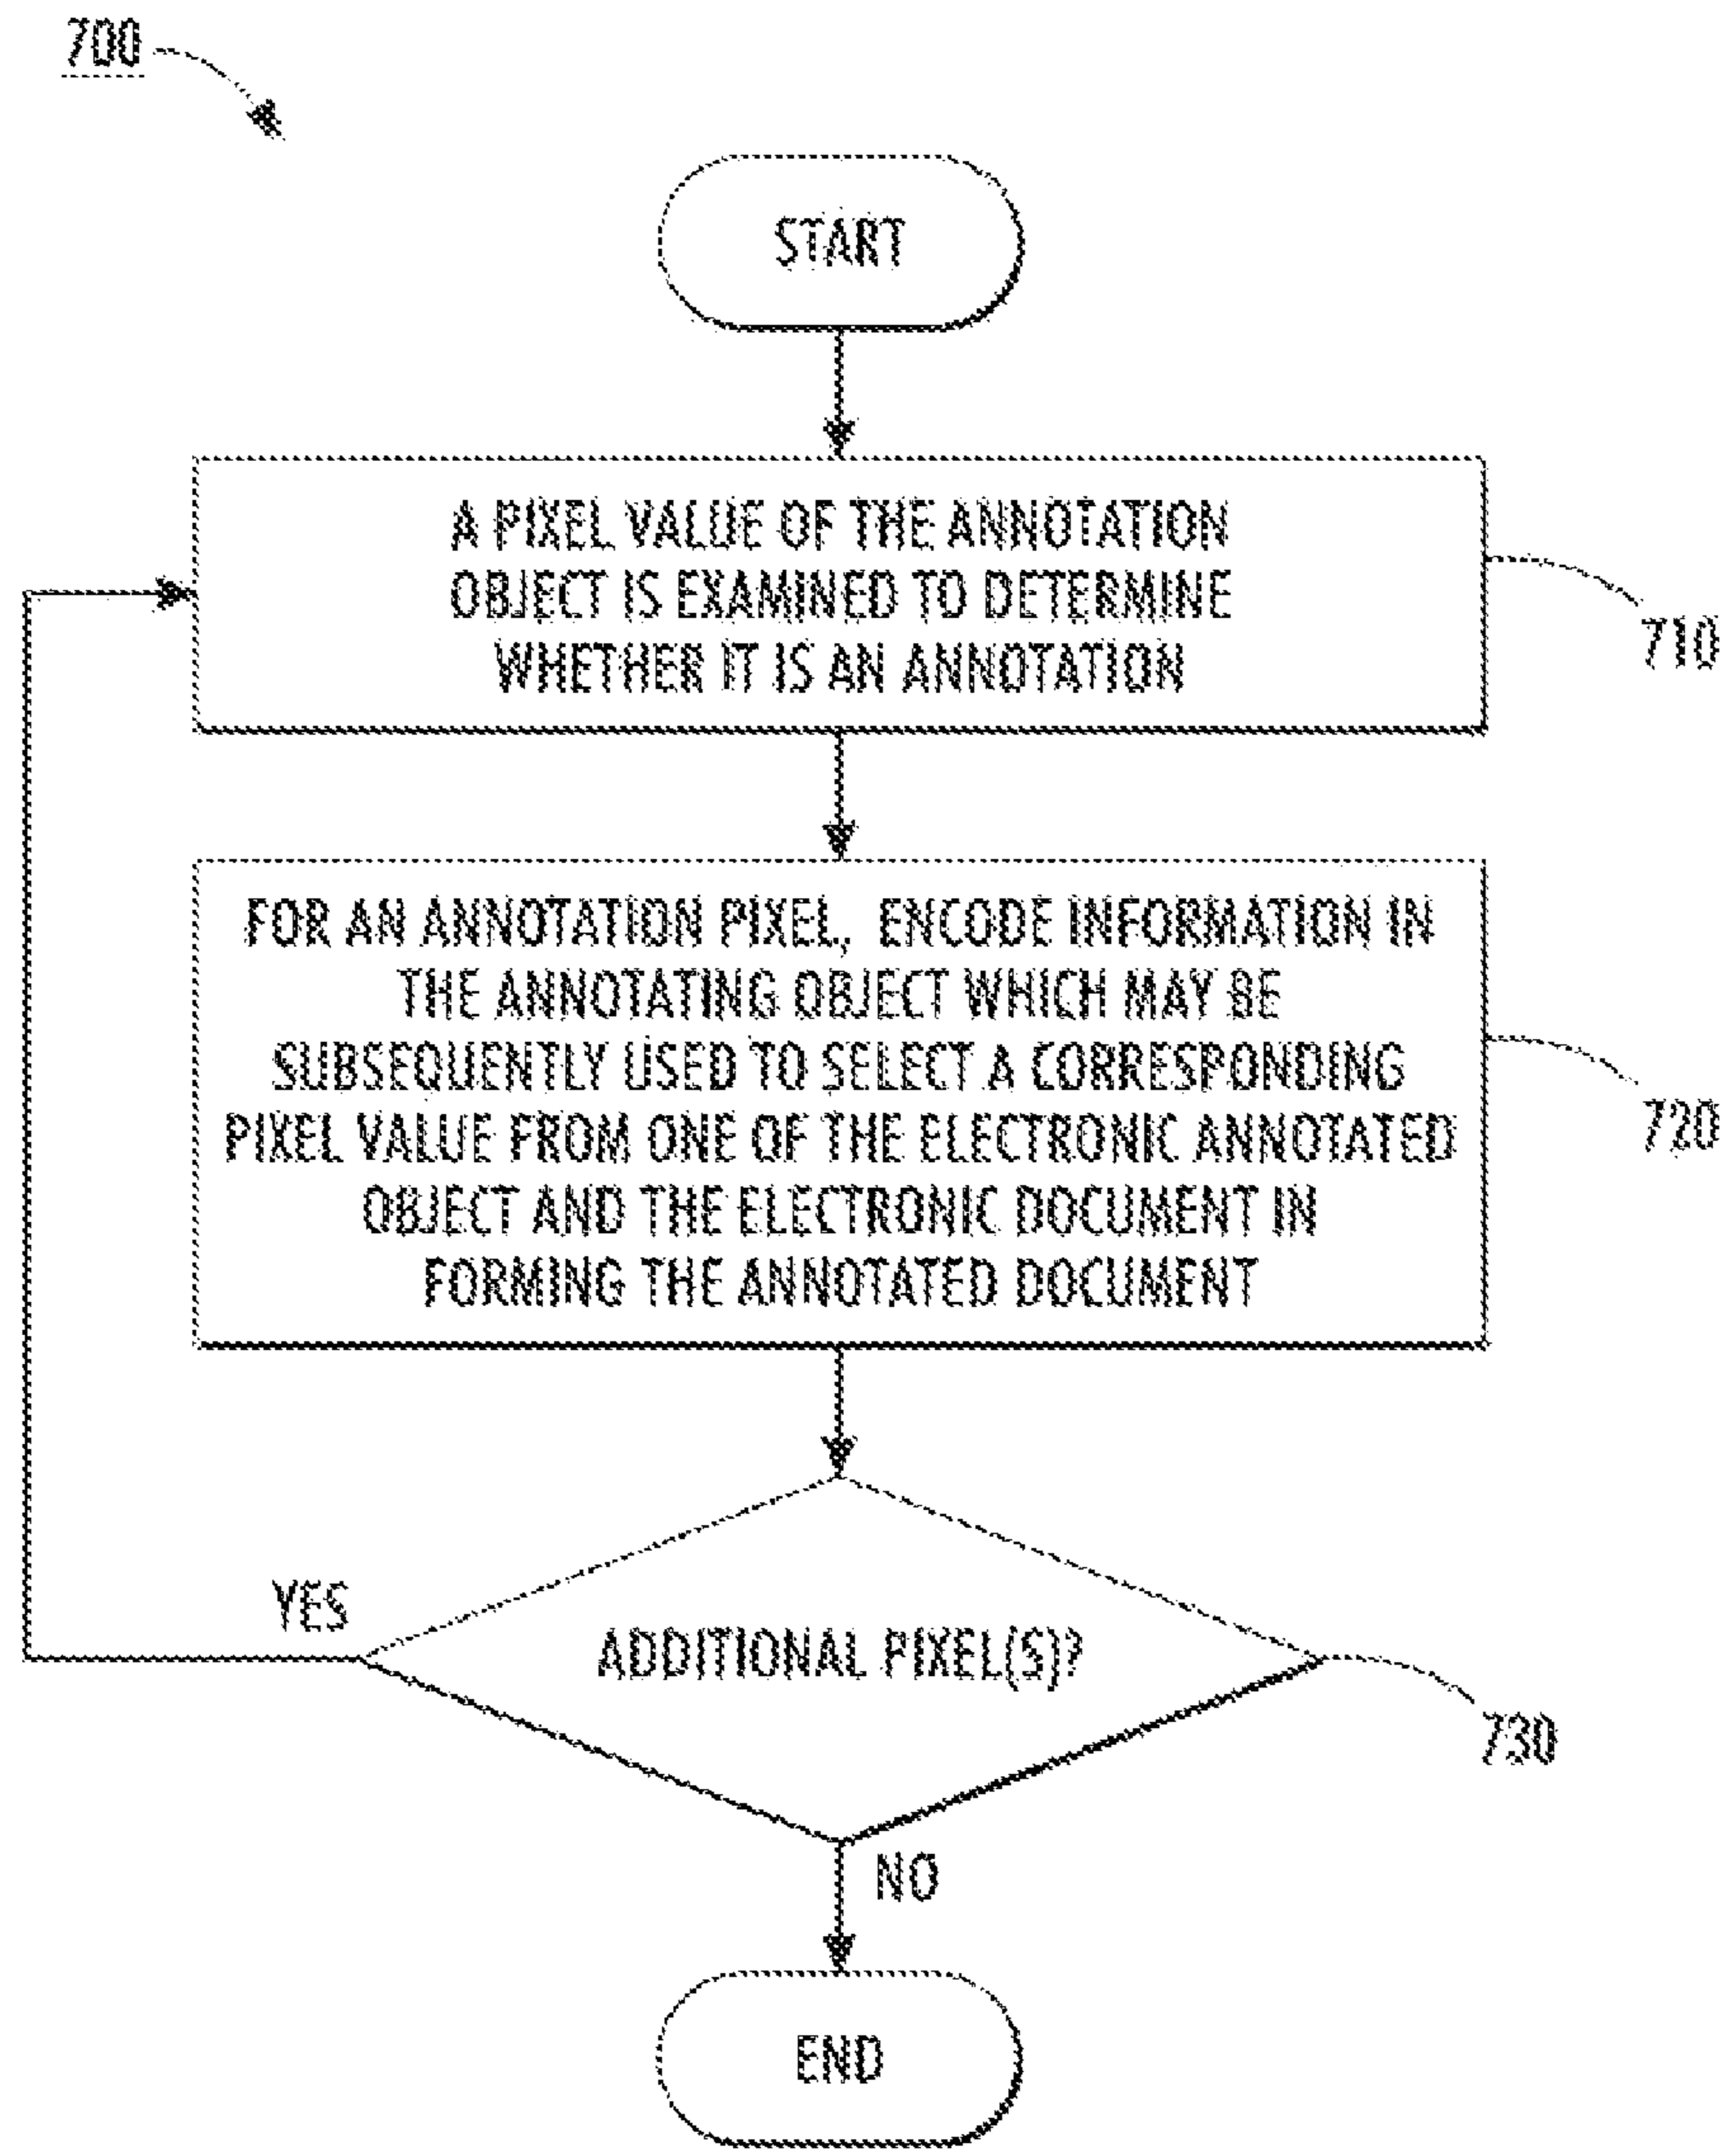 700
START
A PIXEL VALUE OF THE ANNOTATION
OBJECT IS EXAMINED TO DETERMINE
WHETHER IT IS AN ANNOTATION
710
FOR AN ANNOTATION PIXEL, ENCODE INFORMATION IN
THE ANNOTATING OBJECT WHICH MAY BE
SUBSEQUENTLY USED TO SELECT A CORRESPONDING
PIXEL VALUE FROM ONE OF THE ELECTRONIC ANNOTATED
OBJECT AND THE ELECTRONIC DOCUMENT IN
FORMING THE ANNOTATED DOCUMENT
720
YES
ADDITIONAL PIXEL(S)?
730
NO
END